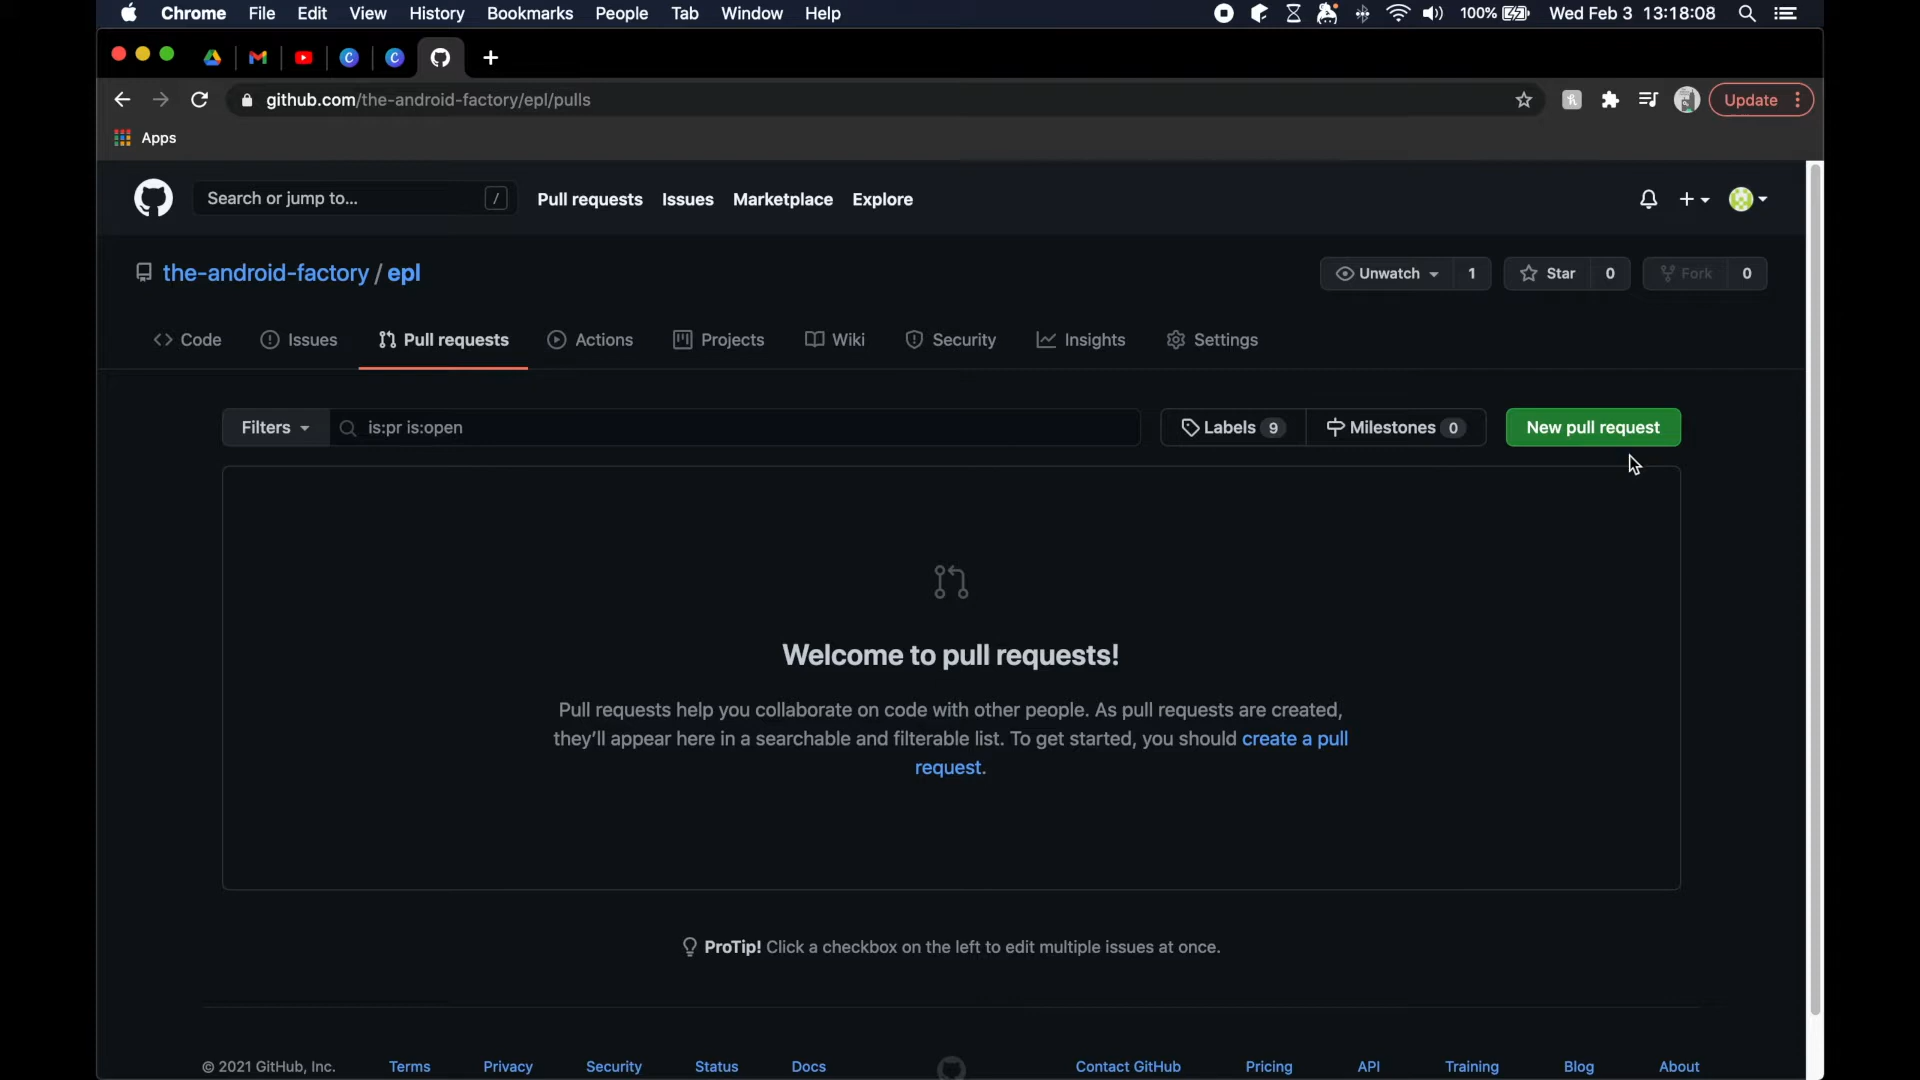 Chrome File Edit View History Bookmarks People Tab Window Help 100% Wed Feb 3 13:18:08
github.com/the-android-factory/epl/pulls Update
Apps
Search or jump to... / Pull requests Issues Marketplace Explore
the-android-factory / epl Unwatch 1 Star 0 Fork 0
Code Issues Pull requests Actions Projects Wiki Security Insights Settings
Filters is:pr is:open Labels 9 Milestones 0 New pull request
Welcome to pull requests!
Pull requests help you collaborate on code with other people. As pull requests are created,
they'll appear here in a searchable and filterable list. To get started, you should create a pull
request.
ProTip! Click a checkbox on the left to edit multiple issues at once.
© 2021 GitHub, Inc. Terms Privacy Security Status Docs Contact GitHub Pricing API Training Blog About